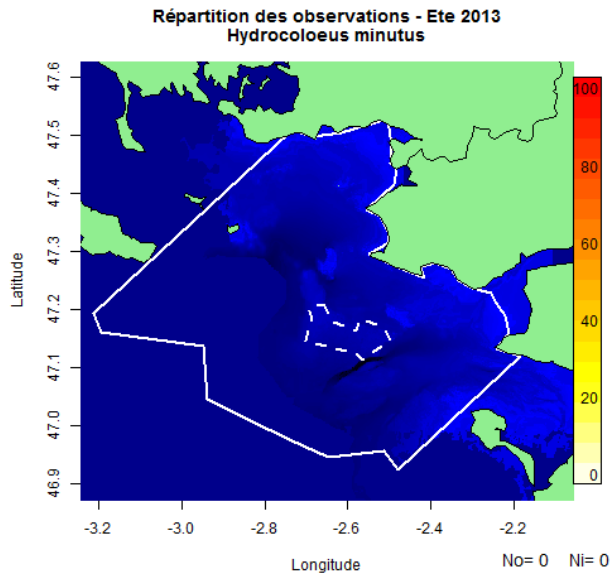 Répartition des observations - Ete 2013
Hydrocoloeus minutus
47.6
47.5
47.4
47.3
47.2
47.1
47.0
46.9
Latitude
100
80
60
40
20
0
-3.2 -3.0 -2.8 -2.6 -2.4 -2.2
Longitude
No= 0 Ni= 0